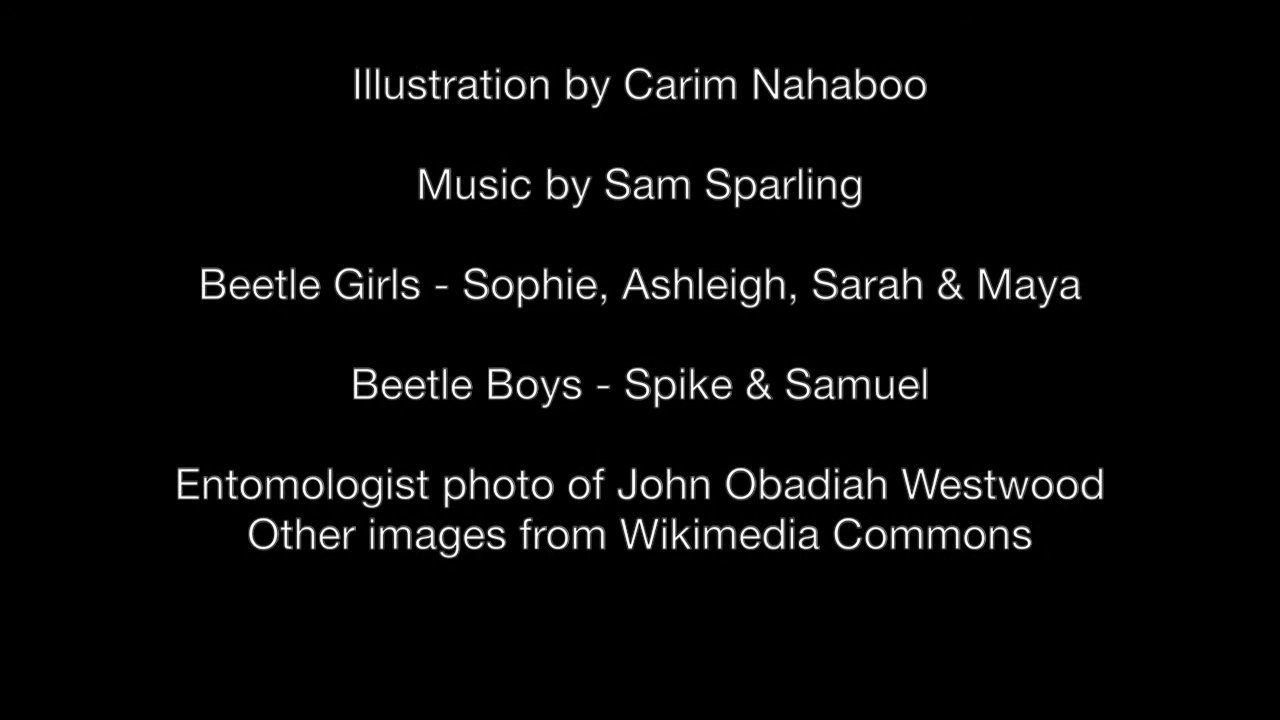 Illustration by Carim Nahaboo
Music by Sam Sparling
Beetle Girls - Sophie, Ashleigh, Sarah & Maya
Beetle Boys - Spike & Samuel
Entomologist photo of John Obadiah Westwood
Other images from Wikimedia Commons